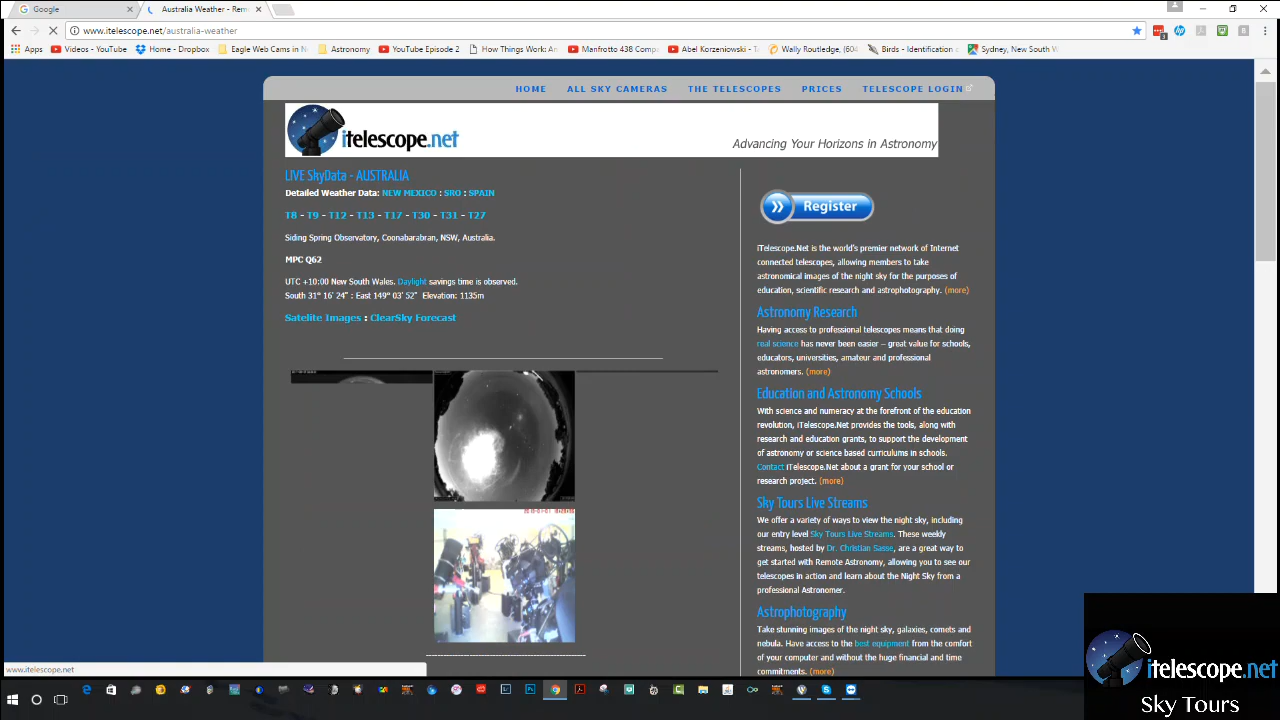 Google
Australia Weather - Rem
www.itelescope.net/australia-weather
Apps
Videos - YouTube
Home - Dropbox
Eagle Web Cams in N
Astronomy
YouTube Episode 2
How Things Work: An
Manfrotto 438 Comp
Abel Korzeniowski - T
Wally Routledge, (604
Birds - Identification
Sydney, New South W
HOME
ALL SKY CAMERAS
THE TELESCOPES
PRICES
TELESCOPE LOGIN
itelescope.net
Advancing Your Horizons in Astronomy
LIVE SkyData - AUSTRALIA
Detailed Weather Data: NEW MEXICO : SRO : SPAIN
T8 - T9 - T12 - T13 - T17 - T30 - T31 - T27
Siding Spring Observatory, Coonabarabran, NSW, Australia.
MPC Q62
UTC +10:00 New South Wales. Daylight savings time is observed.
South 31° 16' 24" : East 149° 03' 52" Elevation: 1135m
Satelite Images : ClearSky Forecast
Register
iTelescope.Net is the world's premier network of Internet
connected telescopes, allowing members to take
astronomical images of the night sky for the purposes of
education, scientific research and astrophotography. (more)
Astronomy Research
Having access to professional telescopes means that doing
real science has never been easier – great value for schools,
educators, universities, amateur and professional
astronomers. (more)
Education and Astronomy Schools
With science and numeracy at the forefront of the education
revolution, iTelescope.Net provides the tools, along with
research and education grants, to support the development
of astronomy or science based curriculums in schools.
Contact iTelescope.Net about a grant for your school or
research project. (more)
Sky Tours Live Streams
We offer a variety of ways to view the night sky, including
our entry level Sky Tours Live Streams. These weekly
streams, hosted by Dr. Christian Sasse, are a great way to
get started with Remote Astronomy, allowing you to see our
telescopes in action and learn about the Night Sky from a
professional Astronomer.
Astrophotography
Take stunning images of the night sky, galaxies, comets and
nebula. Have access to the best equipment from the comfort
of your computer and without the huge financial and time
commitments. (more)
www.itelescope.net
itelescope.net
Sky Tours